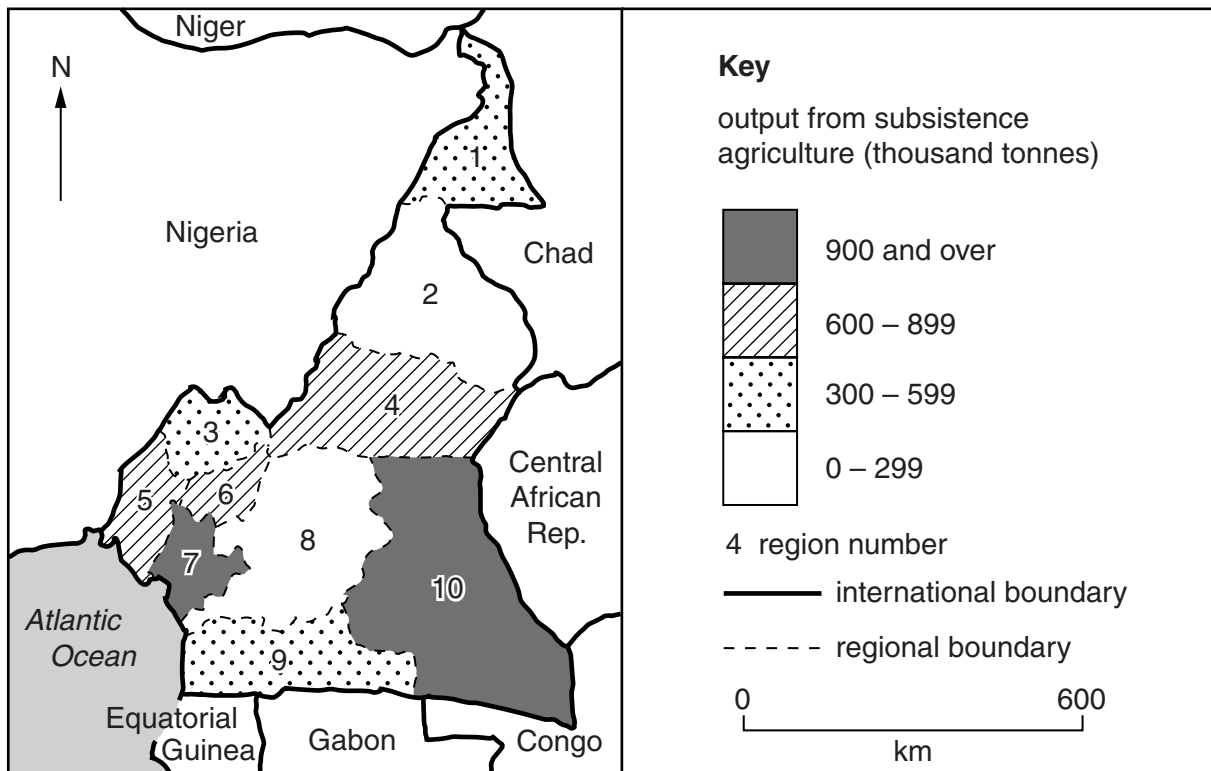 Niger
N
1
Nigeria
Chad
2
4
3
Central
African
Rep.
5
6
8
7
10
Atlantic
Ocean
9
Equatorial
Guinea
Gabon
Congo
Key
output from subsistence
agriculture (thousand tonnes)
900 and over
600 – 899
300 – 599
0 – 299
4 region number
international boundary
regional boundary
0 600
km